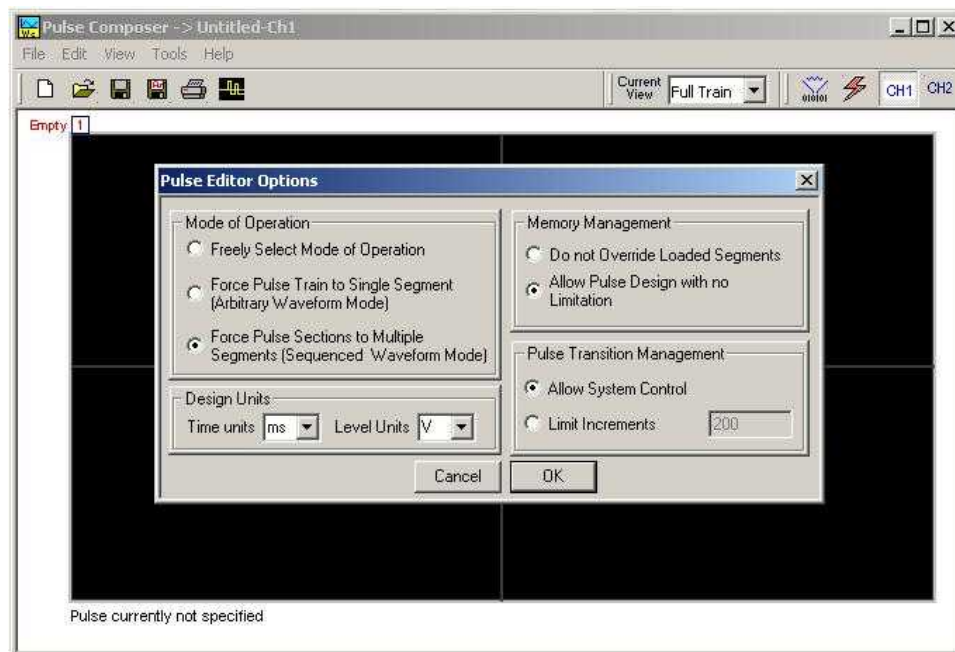 Pulse Composer -> Untitled-Ch1
File Edit View Tools Help
Current View Full Train
010101
CH1 CH2
Empty 1
Pulse Editor Options
Mode of Operation
Freely Select Mode of Operation
Force Pulse Train to Single Segment
(Arbitrary Waveform Mode)
Force Pulse Sections to Multiple
Segments (Sequenced Waveform Mode)
Design Units
Time units ms Level Units V
Memory Management
Do not Override Loaded Segments
Allow Pulse Design with no
Limitation
Pulse Transition Management
Allow System Control
Limit Increments 200
Cancel OK
Pulse currently not specified